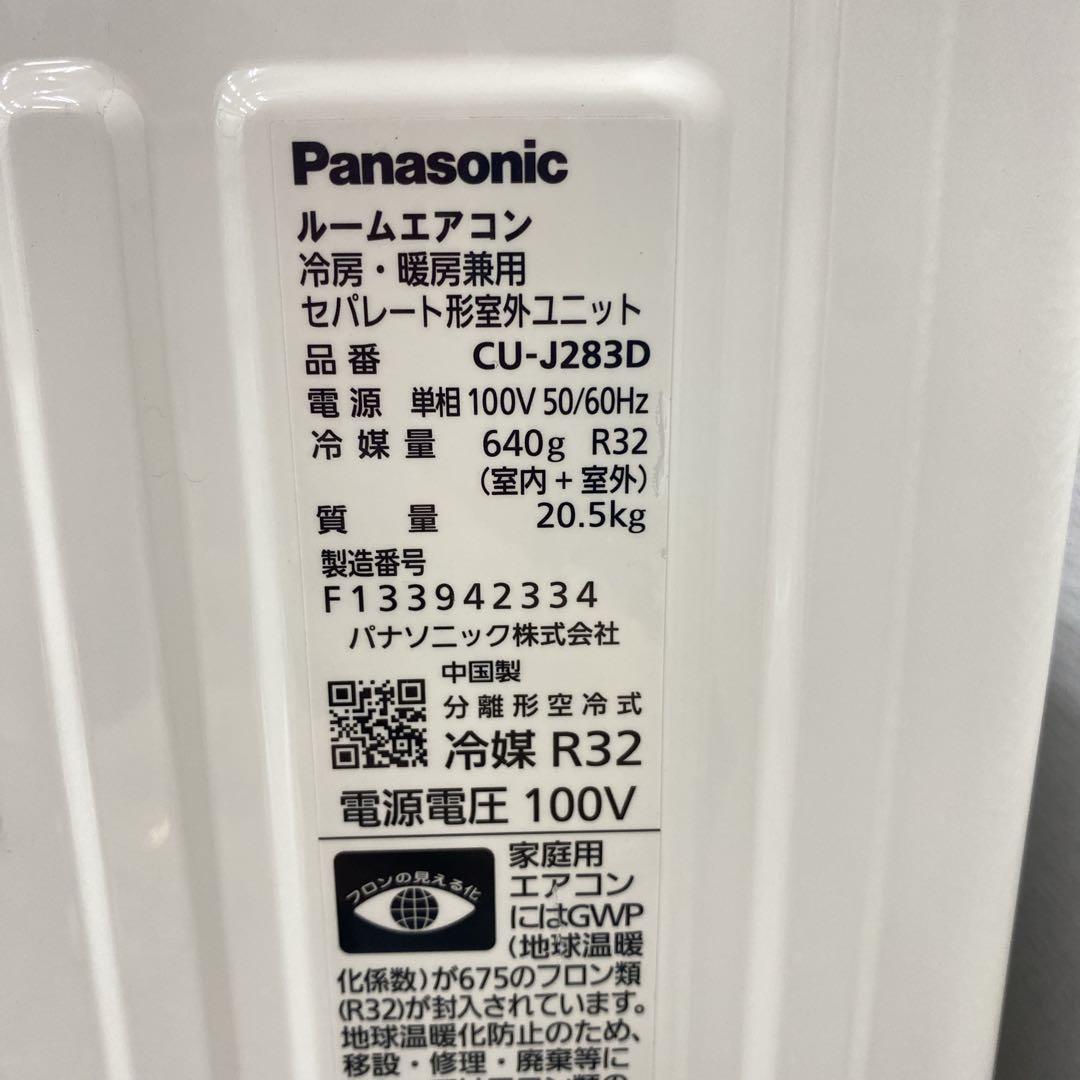 Panasonic
ルームエアコン
冷房・暖房兼用
セパレート形室外ユニット
品番 CU-J283D
電源 単相100V 50/60Hz
冷媒量 640g R32
(室内+室外)
質量 20.5kg
製造番号
F133942334
パナソニック株式会社
中国製
分離形空冷式
冷媒 R32
電源電圧 100V
フロンの見える化
家庭用
エアコン
にはGWP
(地球温暖
化係数)が675のフロン類
(R32)が封入されています。
地球温暖化防止のため、
移設・修理・廃棄等に